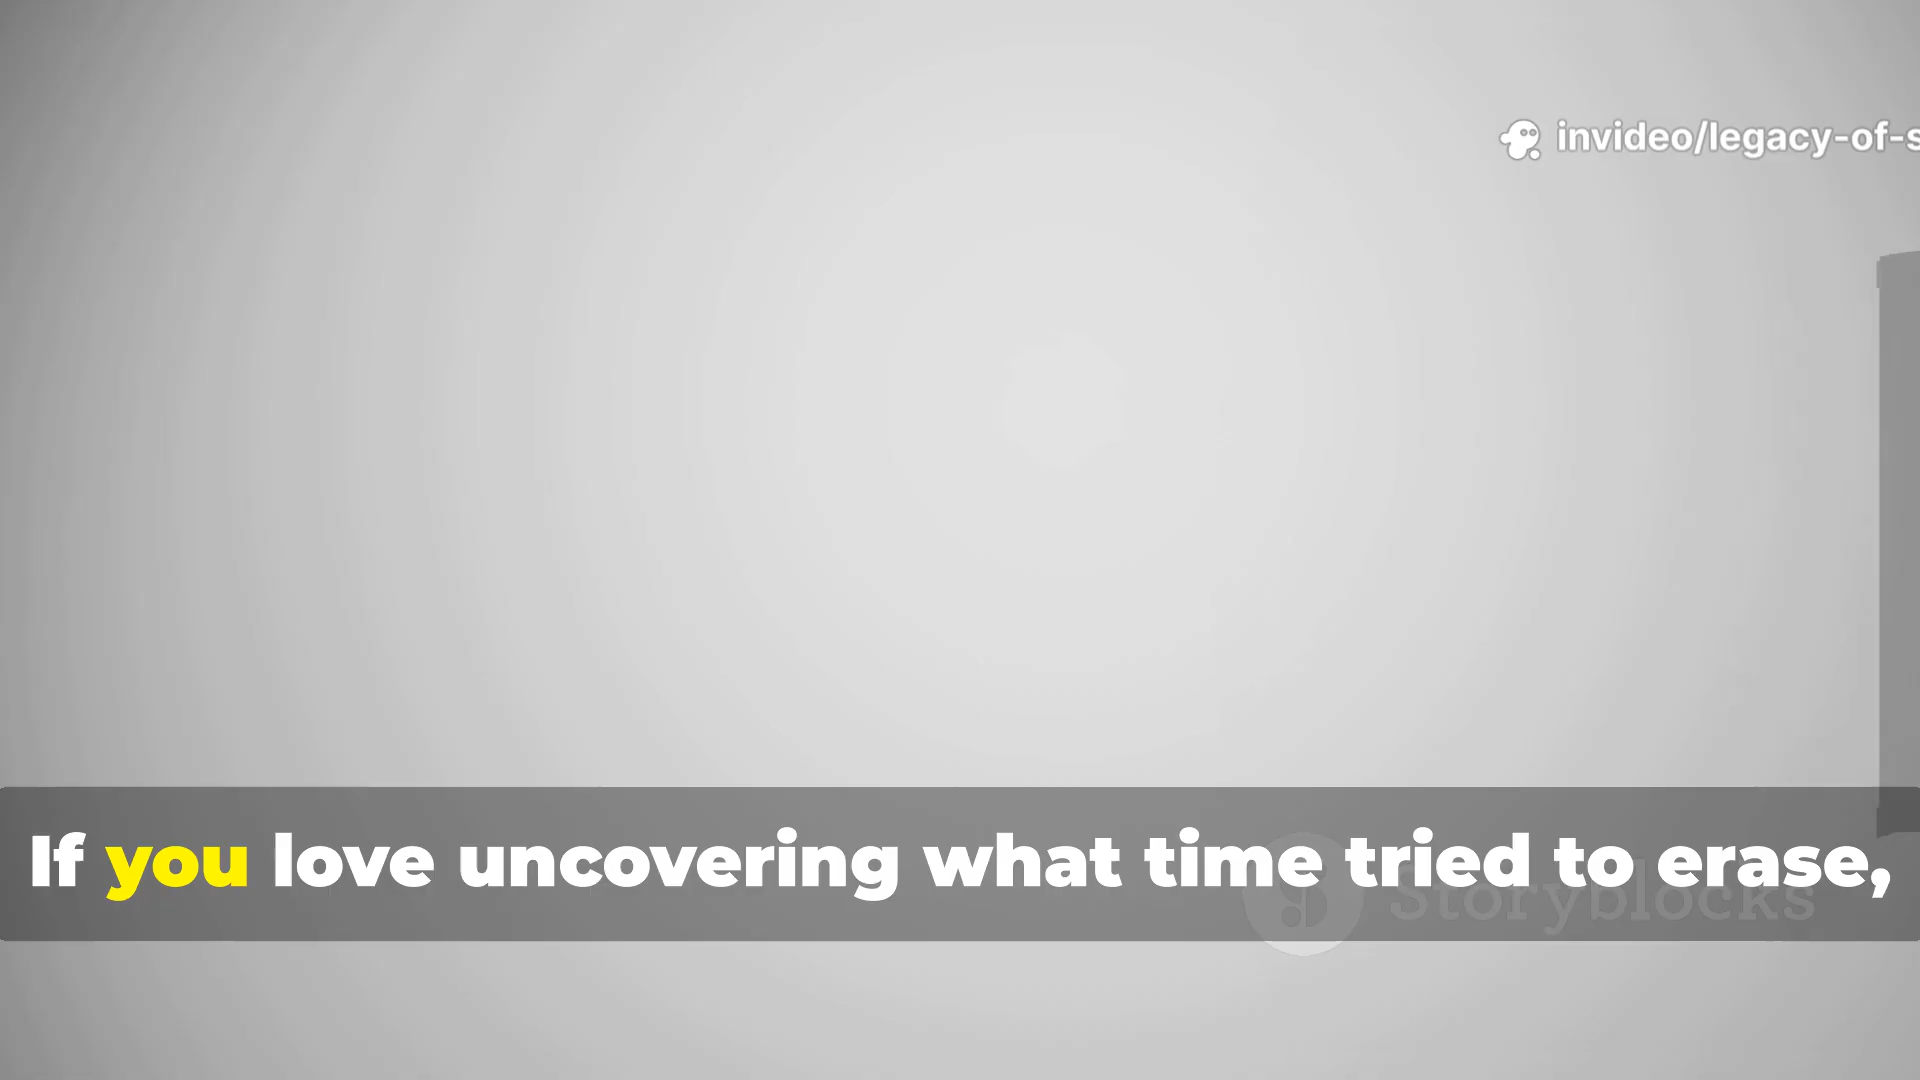 invideo/legacy-of-s
If you love uncovering what time tried to erase,
Storyblocks